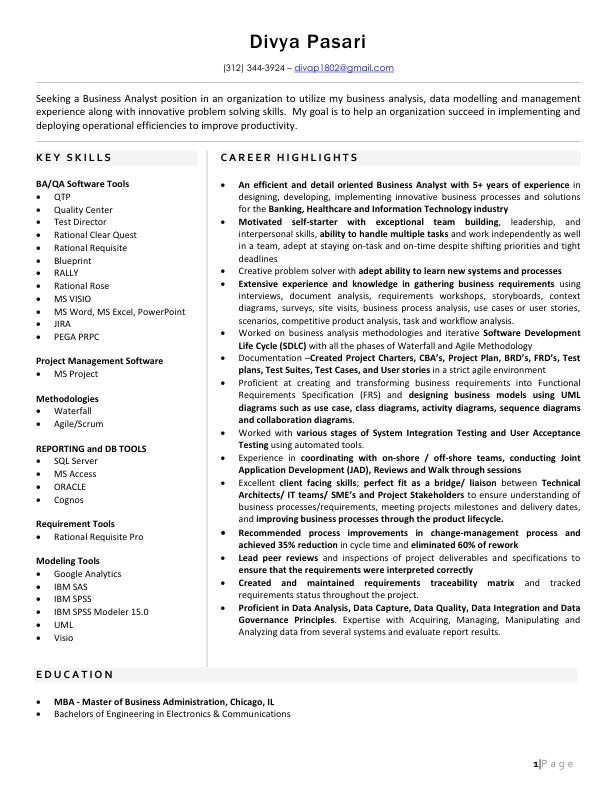 Divya Pasari
(312) 344-3924 – divap1802@gmail.com
Seeking a Business Analyst position in an organization to utilize my business analysis, data modelling and management
experience along with innovative problem solving skills. My goal is to help an organization succeed in implementing and
deploying operational efficiencies to improve productivity.
KEY SKILLS
BA/QA Software Tools
• QTP
• Quality Center
• Test Director
• Rational Clear Quest
• Rational Requisite
• Blueprint
• RALLY
• Rational Rose
• MS VISIO
• MS Word, MS Excel, PowerPoint
• JIRA
• PEGA PRPC
Project Management Software
• MS Project
Methodologies
• Waterfall
• Agile/Scrum
REPORTING and DB TOOLS
• SQL Server
• MS Access
• ORACLE
• Cognos
Requirement Tools
• Rational Requisite Pro
Modeling Tools
• Google Analytics
• IBM SAS
• IBM SPSS
• IBM SPSS Modeler 15.0
• UML
• Visio
CAREER HIGHLIGHTS
• An efficient and detail oriented Business Analyst with 5+ years of experience in
designing, developing, implementing innovative business processes and solutions
for the Banking, Healthcare and Information Technology industry
• Motivated self-starter with exceptional team building, leadership, and
interpersonal skills, ability to handle multiple tasks and work independently as well
in a team, adept at staying on-task and on-time despite shifting priorities and tight
deadlines
• Creative problem solver with adept ability to learn new systems and processes
• Extensive experience and knowledge in gathering business requirements using
interviews, document analysis, requirements workshops, storyboards, context
diagrams, surveys, site visits, business process analysis, use cases or user stories,
scenarios, competitive product analysis, task and workflow analysis.
• Worked on business analysis methodologies and iterative Software Development
Life Cycle (SDLC) with all the phases of Waterfall and Agile Methodology
• Documentation –Created Project Charters, CBA’s, Project Plan, BRD’s, FRD’s, Test
plans, Test Suites, Test Cases, and User stories in a strict agile environment
• Proficient at creating and transforming business requirements into Functional
Requirements Specification (FRS) and designing business models using UML
diagrams such as use case, class diagrams, activity diagrams, sequence diagrams
and collaboration diagrams.
• Worked with various stages of System Integration Testing and User Acceptance
Testing using automated tools.
• Experience in coordinating with on-shore / off-shore teams, conducting Joint
Application Development (JAD), Reviews and Walk through sessions
• Excellent client facing skills; perfect fit as a bridge/ liaison between Technical
Architects/ IT teams/ SME’s and Project Stakeholders to ensure understanding of
business processes/requirements, meeting projects milestones and delivery dates,
and improving business processes through the product lifecycle.
• Recommended process improvements in change-management process and
achieved 35% reduction in cycle time and eliminated 60% of rework
• Lead peer reviews and inspections of project deliverables and specifications to
ensure that the requirements were interpreted correctly
• Created and maintained requirements traceability matrix and tracked
requirements status throughout the project.
• Proficient in Data Analysis, Data Capture, Data Quality, Data Integration and Data
Governance Principles. Expertise with Acquiring, Managing, Manipulating and
Analyzing data from several systems and evaluate report results.
EDUCATION
• MBA - Master of Business Administration, Chicago, IL
• Bachelors of Engineering in Electronics & Communications
1|Page